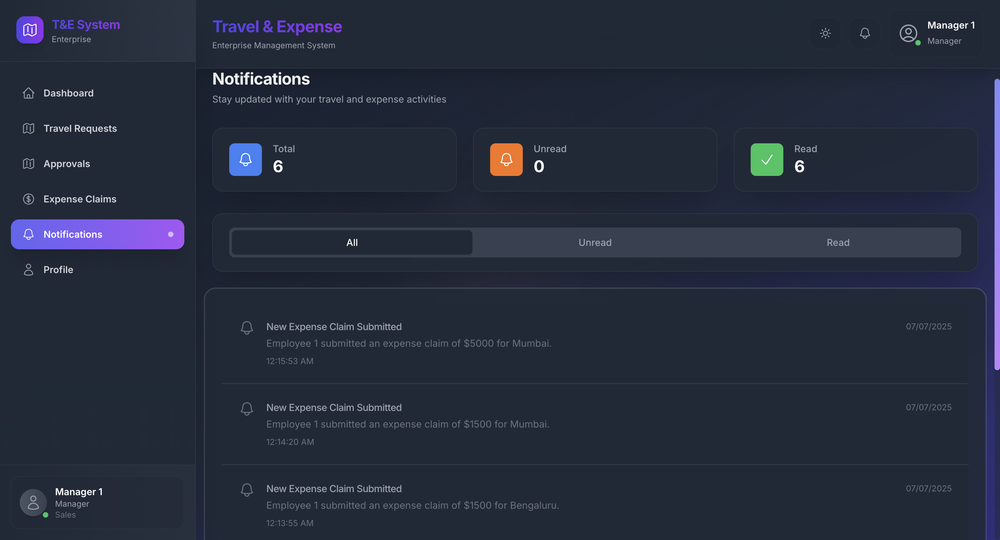 T&E System
Enterprise
Dashboard
Travel Requests
Approvals
Expense Claims
Notifications
Profile
Manager 1
Manager
Sales
Travel & Expense
Enterprise Management System
Manager 1
Manager
Notifications
Stay updated with your travel and expense activities
Total
6
Unread
0
Read
6
All Unread Read
New Expense Claim Submitted 07/07/2025
Employee 1 submitted an expense claim of $5000 for Mumbai.
12:15:53 AM
New Expense Claim Submitted 07/07/2025
Employee 1 submitted an expense claim of $1500 for Mumbai.
12:14:20 AM
New Expense Claim Submitted 07/07/2025
Employee 1 submitted an expense claim of $1500 for Bengaluru.
12:13:55 AM